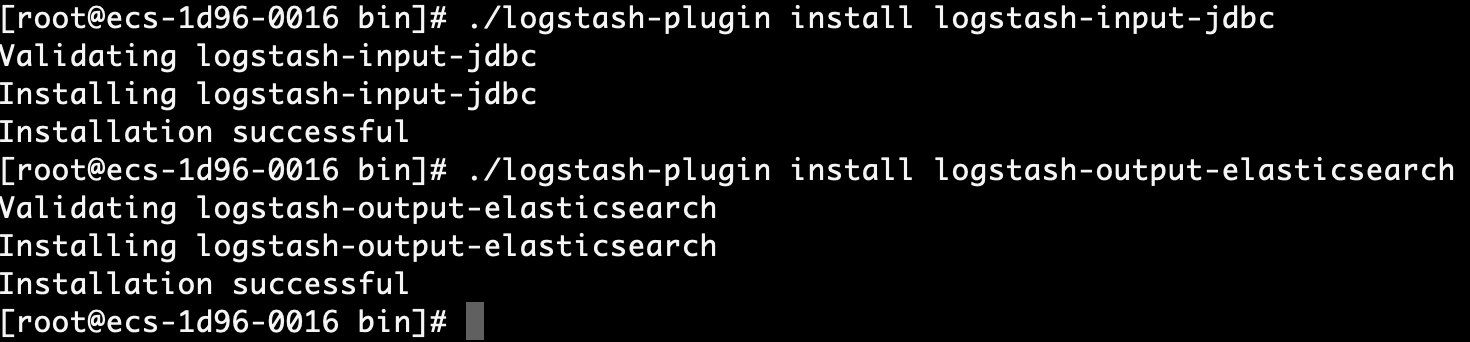 [root@ecs-1d96-0016 bin]# ./logstash-plugin install logstash-input-jdbc
Validating logstash-input-jdbc
Installing logstash-input-jdbc
Installation successful
[root@ecs-1d96-0016 bin]# ./logstash-plugin install logstash-output-elasticsearch
Validating logstash-output-elasticsearch
Installing logstash-output-elasticsearch
Installation successful
[root@ecs-1d96-0016 bin]#